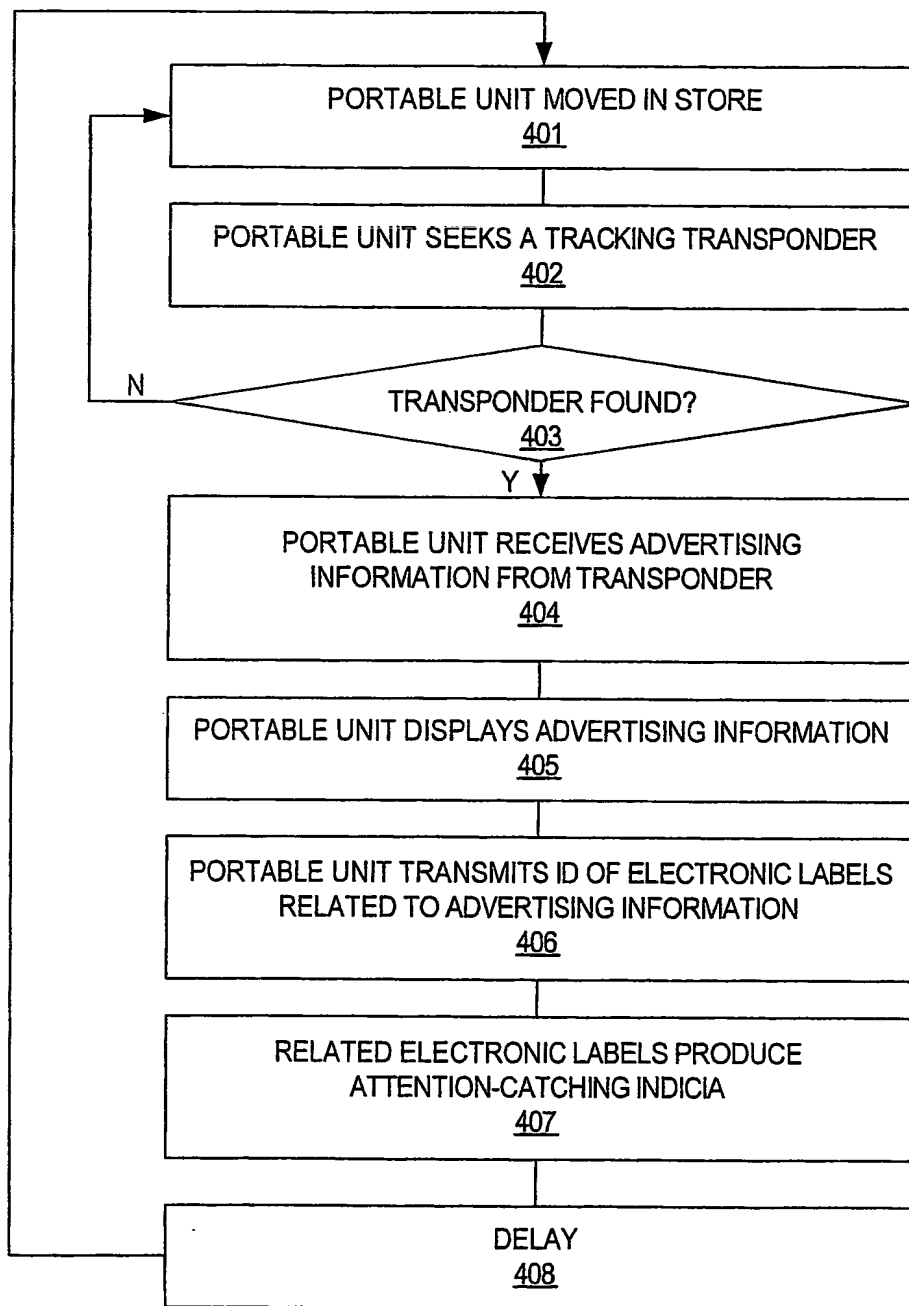 PORTABLE UNIT MOVED IN STORE
401
PORTABLE UNIT SEEKS A TRACKING TRANSPONDER
402
N
TRANSPONDER FOUND?
403
Y
PORTABLE UNIT RECEIVES ADVERTISING
INFORMATION FROM TRANSPONDER
404
PORTABLE UNIT DISPLAYS ADVERTISING INFORMATION
405
PORTABLE UNIT TRANSMITS ID OF ELECTRONIC LABELS
RELATED TO ADVERTISING INFORMATION
406
RELATED ELECTRONIC LABELS PRODUCE
ATTENTION-CATCHING INDICIA
407
DELAY
408